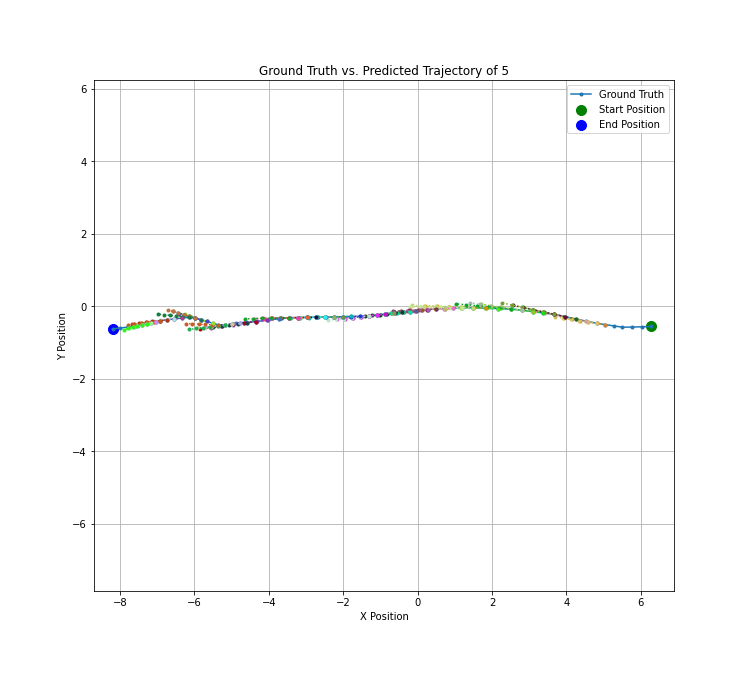 Ground Truth vs. Predicted Trajectory of 5
Ground Truth
Start Position
End Position
6
4
2
0
−2
−4
−6
Y Position
−8 −6 −4 −2 0 2 4 6
X Position